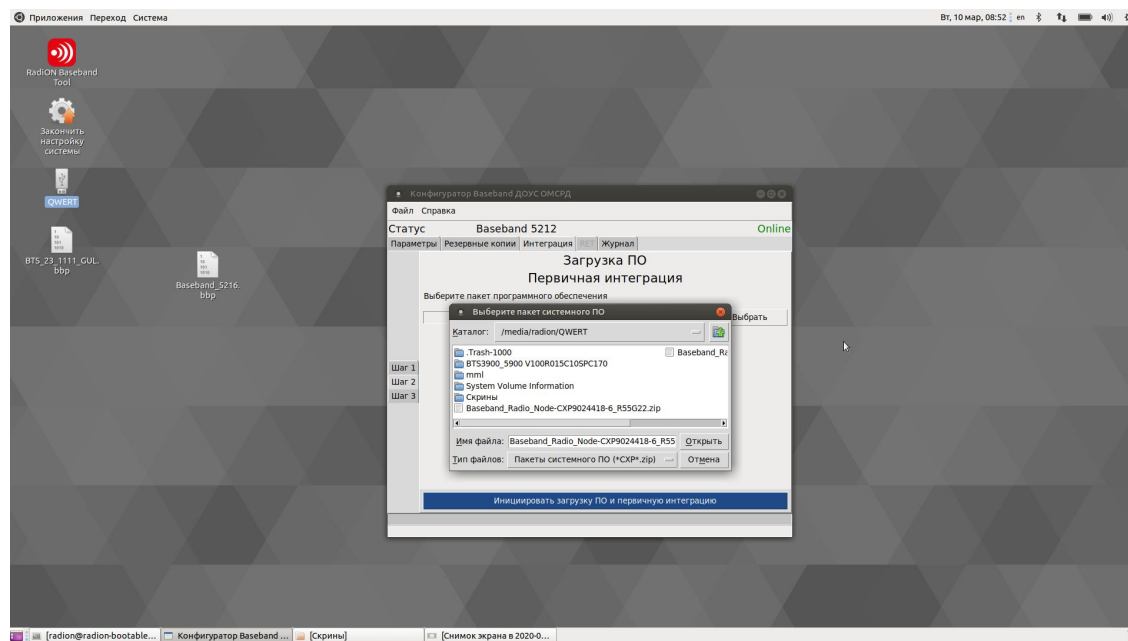 Приложения Переход Система
Вт, 10 мар, 08:52 en
RadiON Baseband
Tool
Закончить
настройку
системы
QWERT
BTS_23_1111_GUL.
bbp
Baseband_5216.
bbp
Конфигуратор Baseband ДОУС ОМСРД
Файл Справка
Статус Baseband 5212 Online
Параметры Резервные копии Интеграция RET Журнал
Загрузка ПО
Первичная интеграция
Выберите пакет программного обеспечения
Выбрать
Выберите пакет системного ПО
Каталог: /media/radion/QWERT
.Trash-1000
BTS3900_5900 V100R015C10SPC170
mml
System Volume Information
Скрины
Baseband_Radio_Node-CXP9024418-6_R55G22.zip
Baseband_Ra
Имя файла: Baseband_Radio_Node-CXP9024418-6_R55 Открыть
Тип файлов: Пакеты системного ПО (*CXP*.zip) Отмена
Шаг 1
Шаг 2
Шаг 3
Инициировать загрузку ПО и первичную интеграцию
[radion@radion-bootable... Конфигуратор Baseband ... [Скрины] [Снимок экрана в 2020-0...